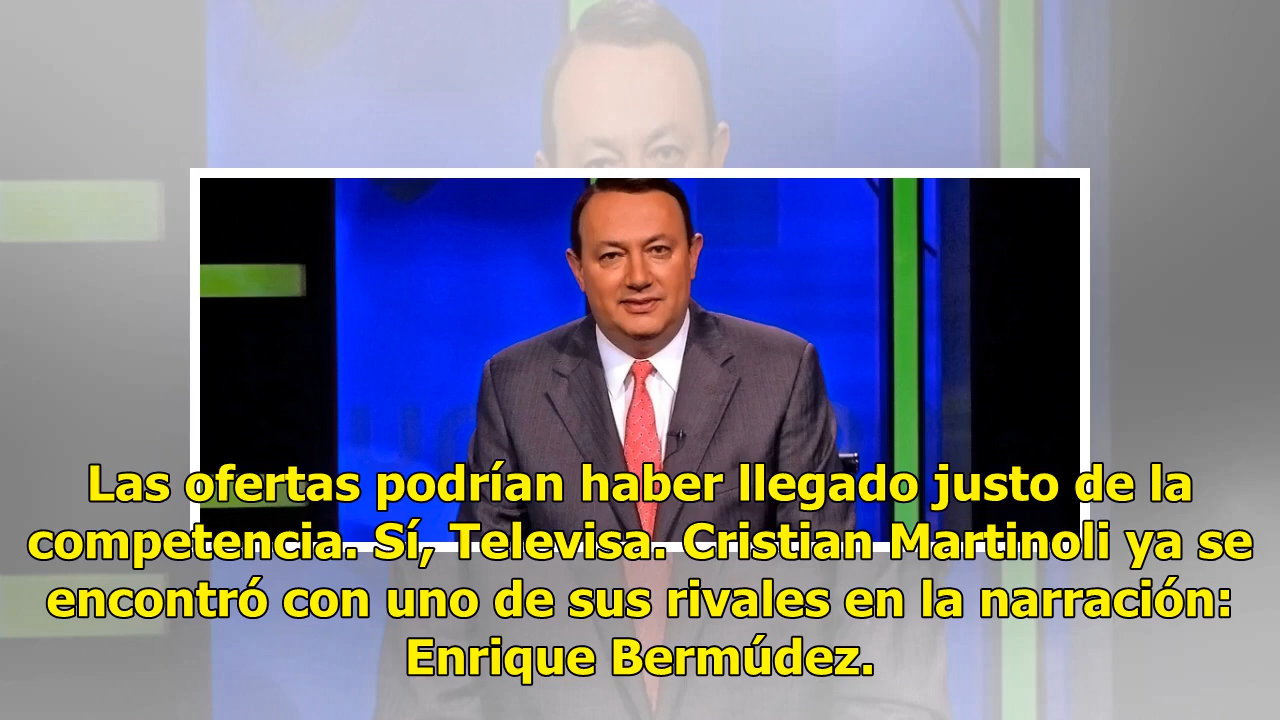 Las ofertas podrían haber llegado justo de la
competencia. Sí, Televisa. Cristian Martinoli ya se
encontró con uno de sus rivales en la narración:
Enrique Bermúdez.